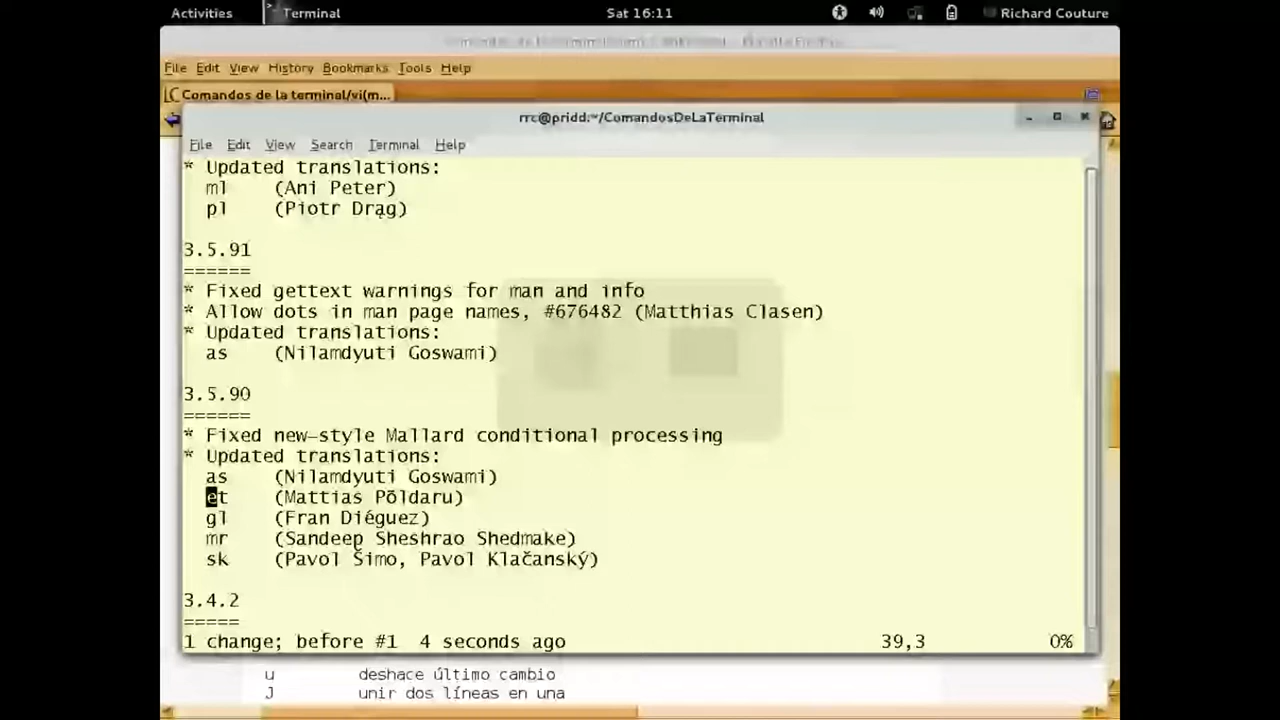 Activities Terminal Sat 16:11 Richard Couture
File Edit View History Bookmarks Tools Help
Comandos de la terminal/vi(m...
rrc@pridd:~/ComandosDeLaTerminal
File Edit View Search Terminal Help
* Updated translations:
ml (Ani Peter)
pl (Piotr Drąg)
3.5.91
======
* Fixed gettext warnings for man and info
* Allow dots in man page names, #676482 (Matthias Clasen)
* Updated translations:
as (Nilamdyuti Goswami)
3.5.90
======
* Fixed new-style Mallard conditional processing
* Updated translations:
as (Nilamdyuti Goswami)
et (Mattias Põldaru)
gl (Fran Diéguez)
mr (Sandeep Sheshrao Shedmake)
sk (Pavol Šimo, Pavol Klačanský)
3.4.2
=====
1 change; before #1 4 seconds ago 39,3 0%
u deshace último cambio
J unir dos líneas en una